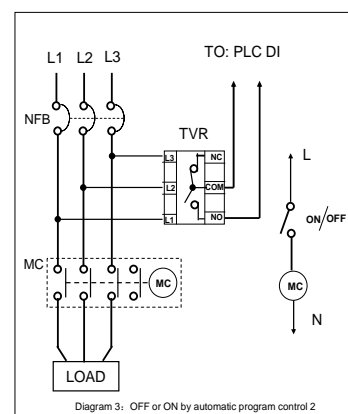 L1 L2 L3
TO: PLC DI
NFB
TVR
L3 NC
L2 COM
L1 NO
L
ON/OFF
MC
MC
MC
N
LOAD
Diagram 3: OFF or ON by automatic program control 2